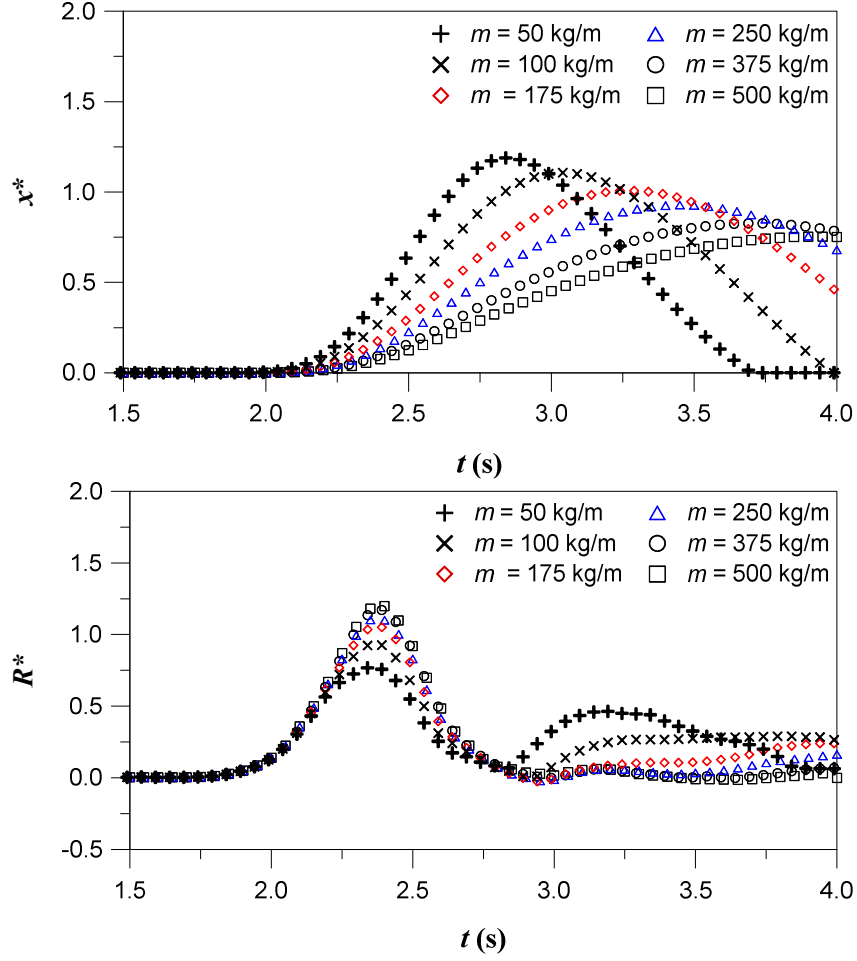 2.0
m = 50 kg/m m = 250 kg/m
m = 100 kg/m m = 375 kg/m
m = 175 kg/m m = 500 kg/m
1.5
1.0
0.5
0.0
x*
1.5 2.0 2.5 3.0 3.5 4.0
t (s)
2.0
m = 50 kg/m m = 250 kg/m
m = 100 kg/m m = 375 kg/m
m = 175 kg/m m = 500 kg/m
1.5
1.0
0.5
0.0
-0.5
R*
1.5 2.0 2.5 3.0 3.5 4.0
t (s)